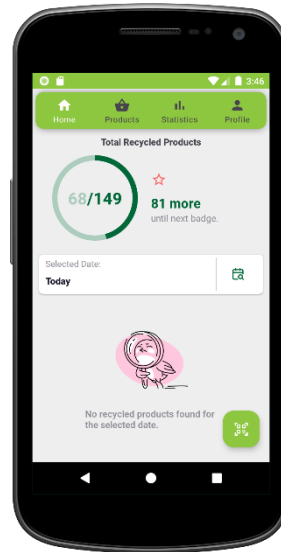 3:46
Home Products Statistics Profile
Total Recycled Products
68/149
81 more
until next badge.
Selected Date:
Today
No recycled products found for
the selected date.